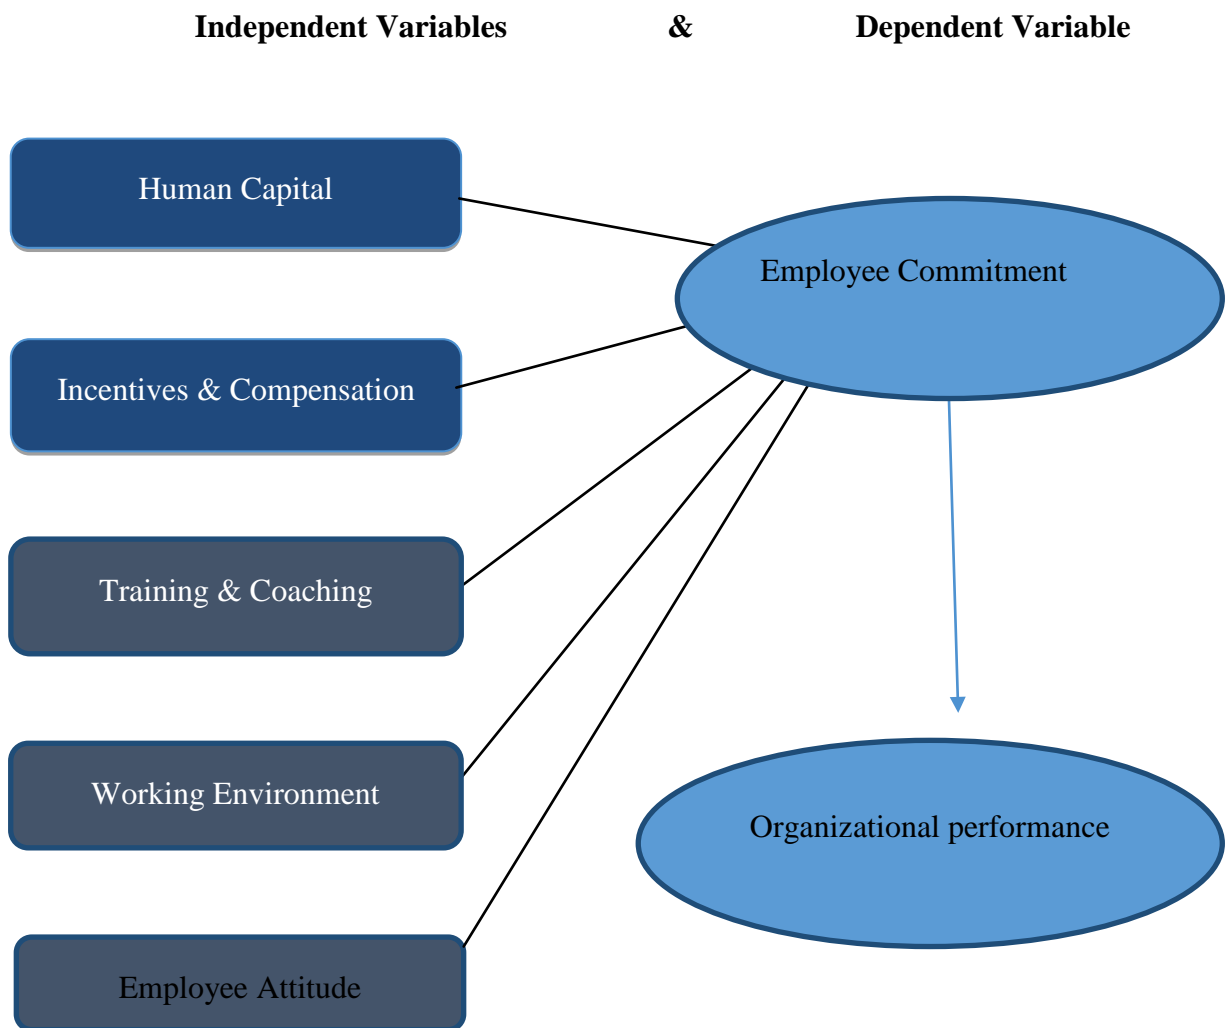 Independent Variables & Dependent Variable
Human Capital
Employee Commitment
Incentives & Compensation
Training & Coaching
Working Environment
Organizational performance
Employee Attitude